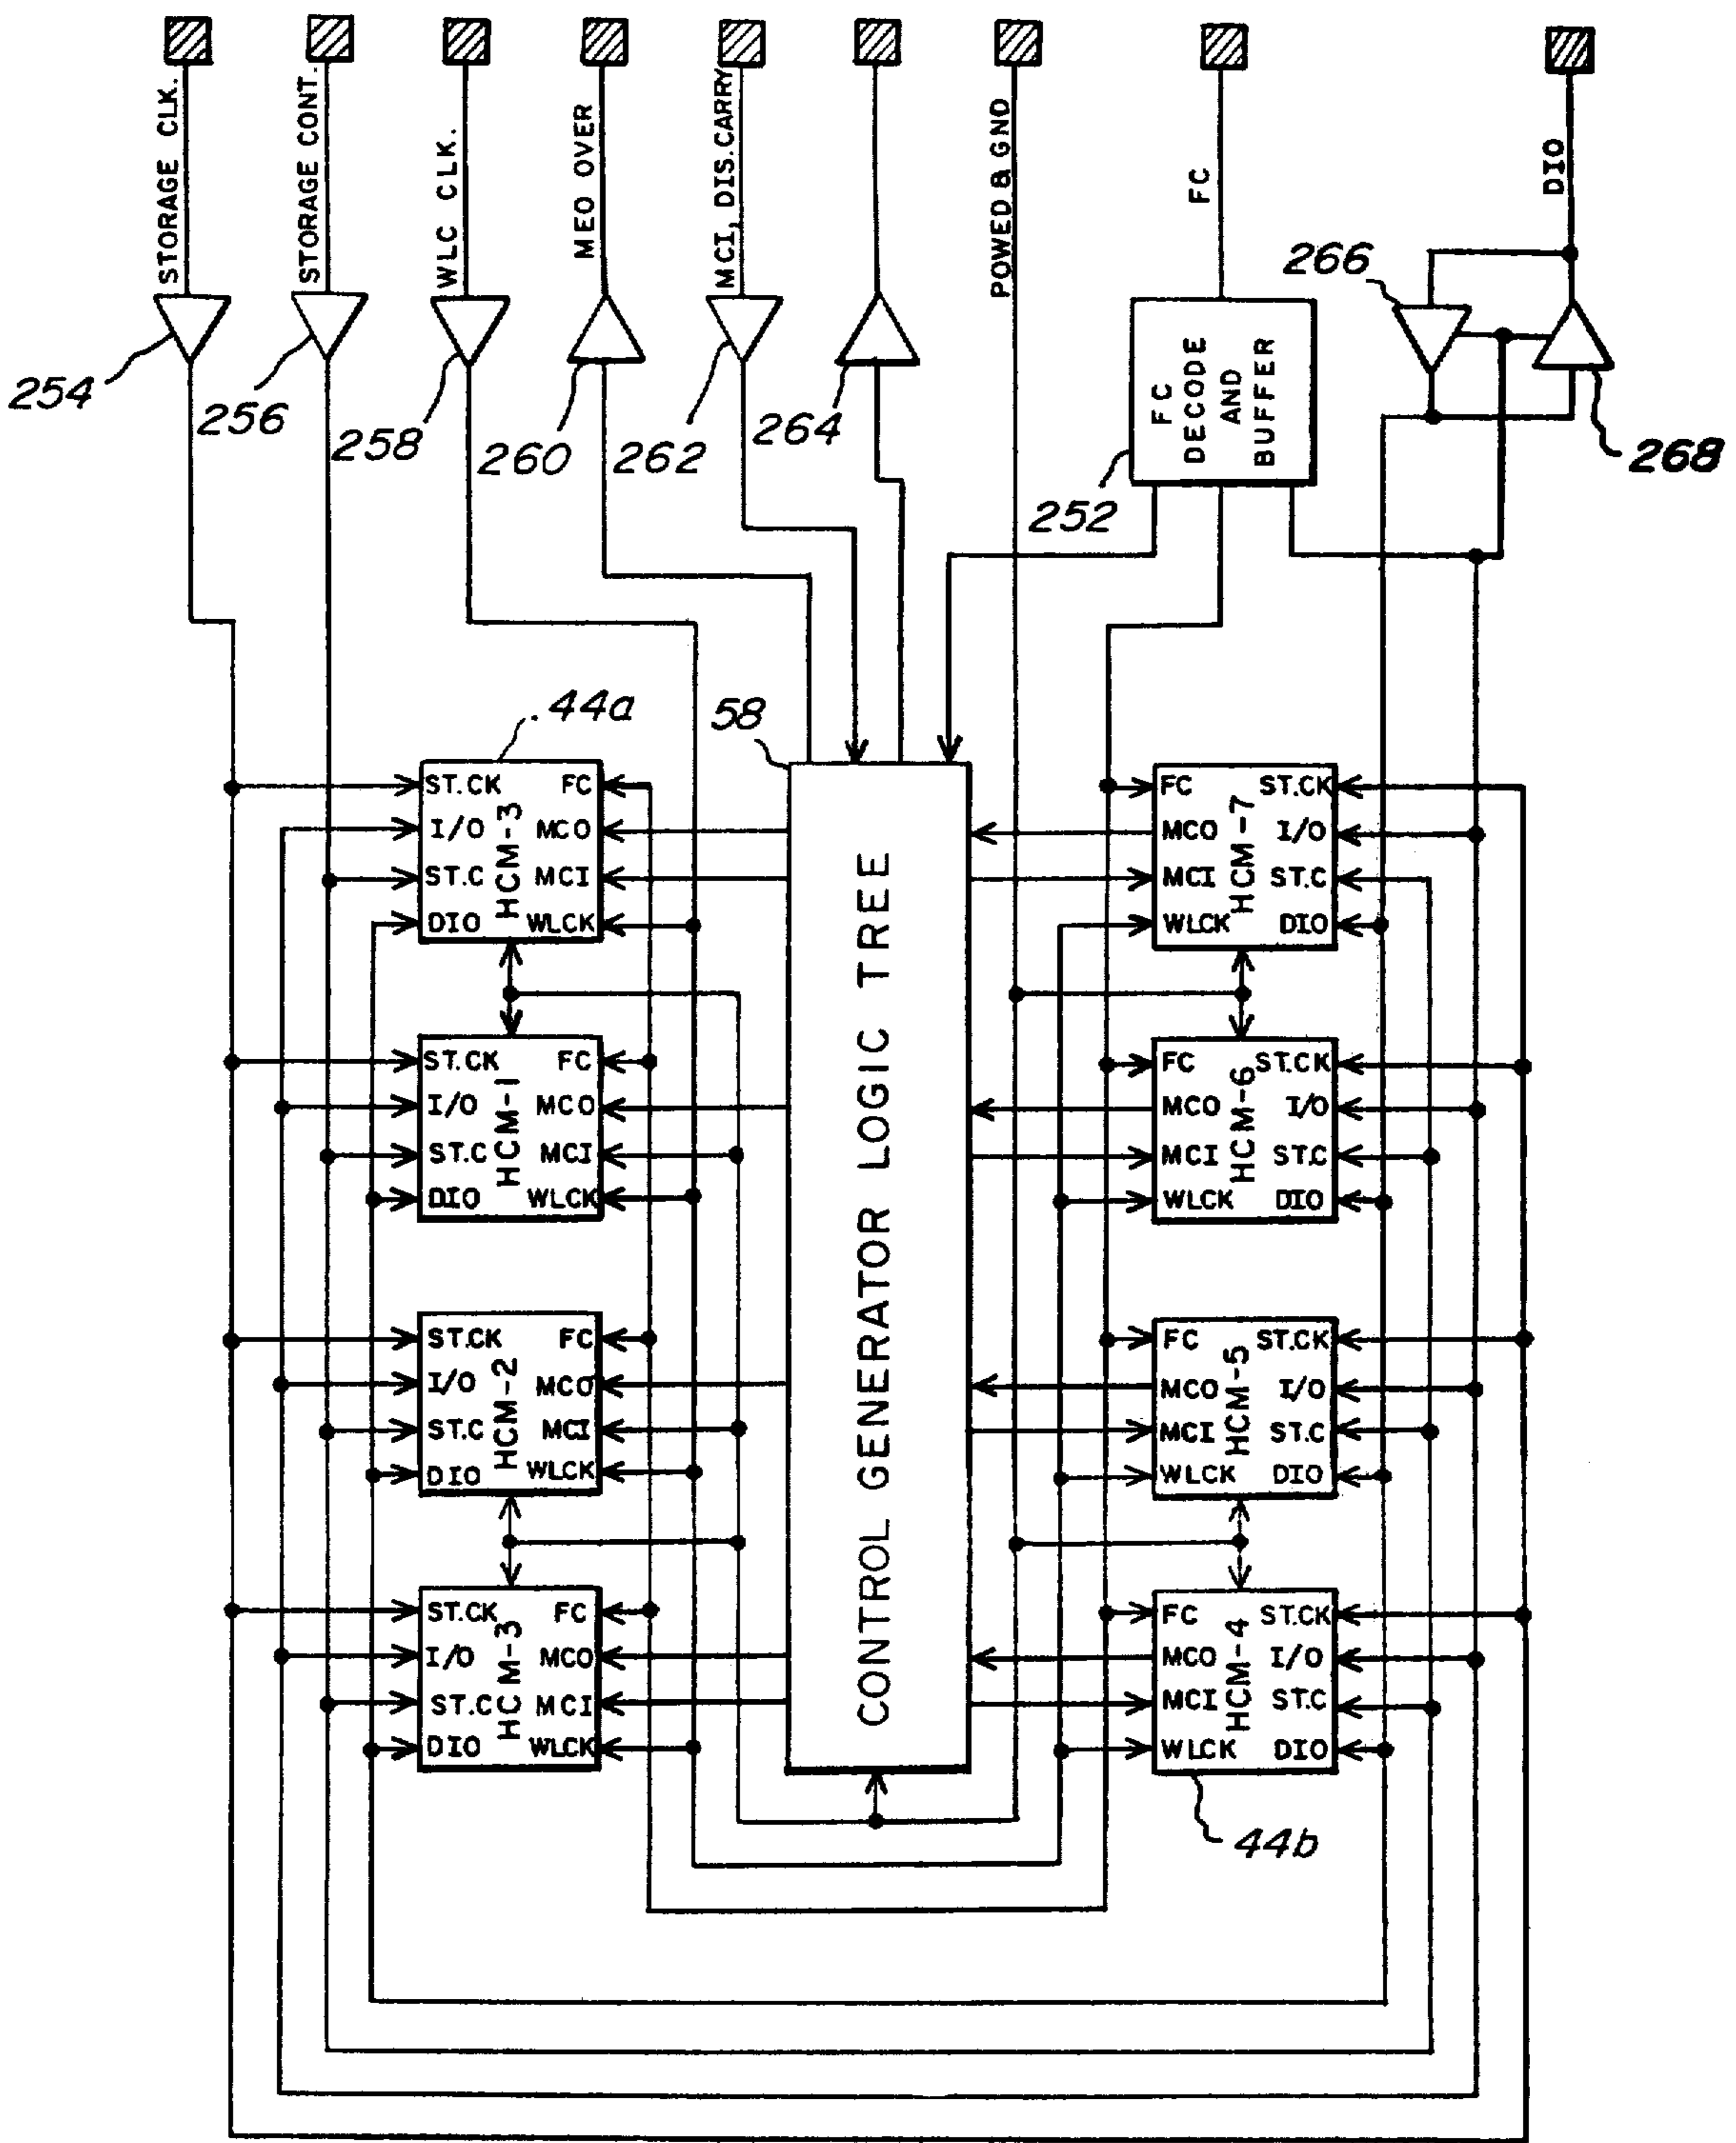 STORAGE CLK.
STORAGE CONT.
WLC CLK.
MEO OVER
MCI, DIS.CARRY
POWED & GND
FC
DIO
254
256
258
260
262
264
252
FC
DECODE
AND
BUFFER
266
268
44a
58
ST.CK FC
I/O MCO
ST.C MCI
DIO WLCK
HCM-3
ST.CK FC
I/O MCO
ST.C MCI
DIO WLCK
HCM-1
ST.CK FC
I/O MCO
ST.C MCI
DIO WLCK
HCM-2
ST.CK FC
I/O MCO
ST.C MCI
DIO WLCK
HCM-3
CONTROL GENERATOR LOGIC TREE
FC ST.CK
MCO I/O
MCI ST.C
WLCK DIO
HCM-7
FC ST.CK
MCO I/O
MCI ST.C
WLCK DIO
HCM-6
FC ST.CK
MCO I/O
MCI ST.C
WLCK DIO
HCM-5
FC ST.CK
MCO I/O
MCI ST.C
WLCK DIO
HCM-4
44b